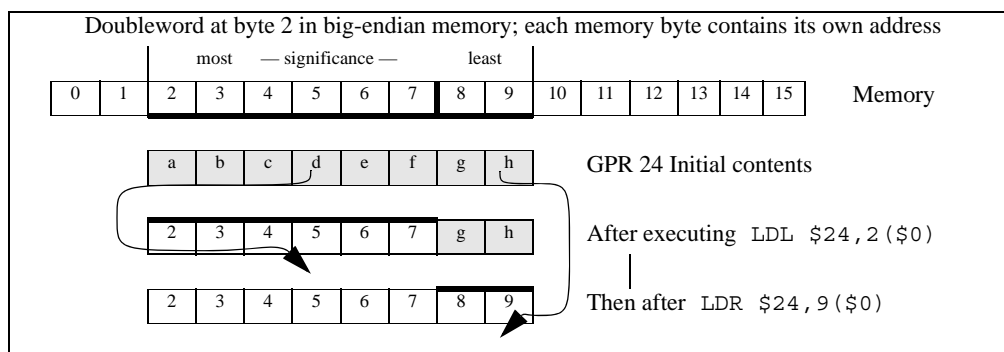 Doubleword at byte 2 in big-endian memory; each memory byte contains its own address
most — significance — least
0 1 2 3 4 5 6 7 8 9 10 11 12 13 14 15 Memory
a b c d e f g h GPR 24 Initial contents
2 3 4 5 6 7 g h After executing LDL $24,2($0)
2 3 4 5 6 7 8 9 Then after LDR $24,9($0)